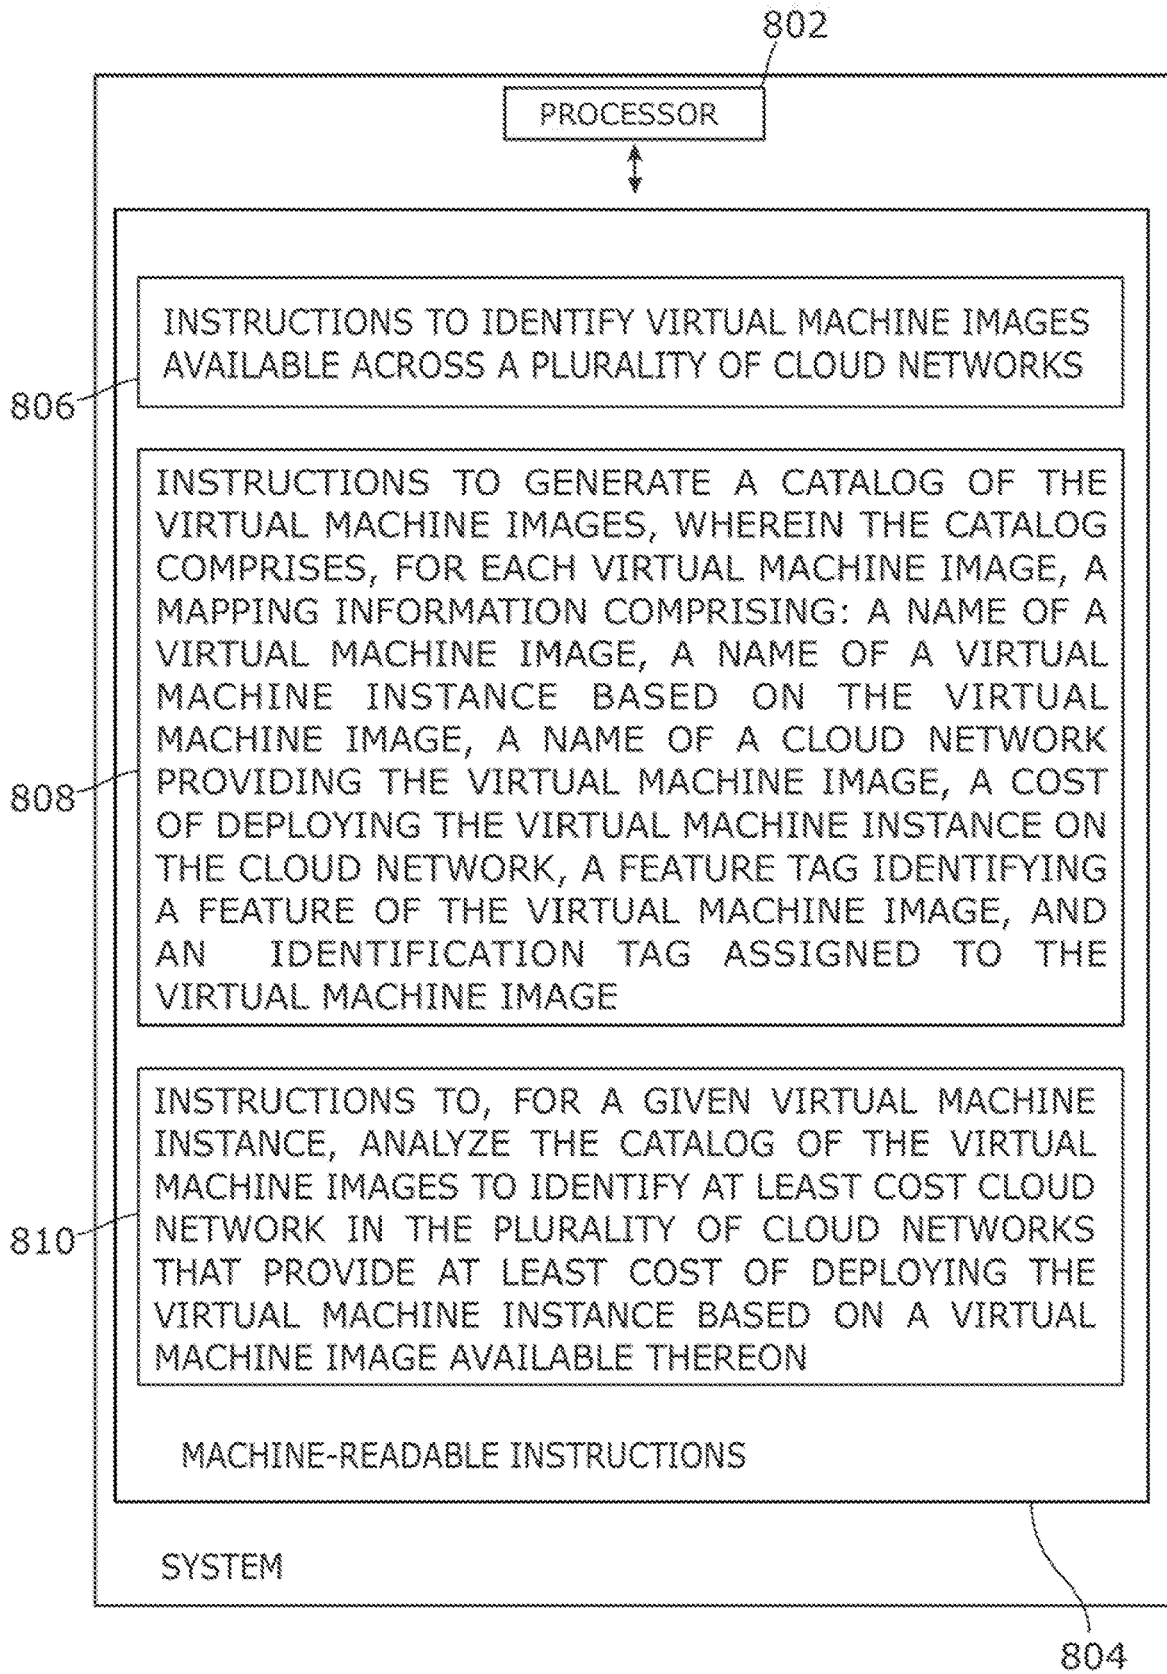 802
PROCESSOR
INSTRUCTIONS TO IDENTIFY VIRTUAL MACHINE IMAGES
AVAILABLE ACROSS A PLURALITY OF CLOUD NETWORKS
806
INSTRUCTIONS TO GENERATE A CATALOG OF THE
VIRTUAL MACHINE IMAGES, WHEREIN THE CATALOG
COMPRISES, FOR EACH VIRTUAL MACHINE IMAGE, A
MAPPING INFORMATION COMPRISING: A NAME OF A
VIRTUAL MACHINE IMAGE, A NAME OF A VIRTUAL
MACHINE INSTANCE BASED ON THE VIRTUAL
MACHINE IMAGE, A NAME OF A CLOUD NETWORK
PROVIDING THE VIRTUAL MACHINE IMAGE, A COST
OF DEPLOYING THE VIRTUAL MACHINE INSTANCE ON
THE CLOUD NETWORK, A FEATURE TAG IDENTIFYING
A FEATURE OF THE VIRTUAL MACHINE IMAGE, AND
AN IDENTIFICATION TAG ASSIGNED TO THE
VIRTUAL MACHINE IMAGE
808
INSTRUCTIONS TO, FOR A GIVEN VIRTUAL MACHINE
INSTANCE, ANALYZE THE CATALOG OF THE VIRTUAL
MACHINE IMAGES TO IDENTIFY AT LEAST COST CLOUD
NETWORK IN THE PLURALITY OF CLOUD NETWORKS
THAT PROVIDE AT LEAST COST OF DEPLOYING THE
VIRTUAL MACHINE INSTANCE BASED ON A VIRTUAL
MACHINE IMAGE AVAILABLE THEREON
810
MACHINE-READABLE INSTRUCTIONS
SYSTEM
804